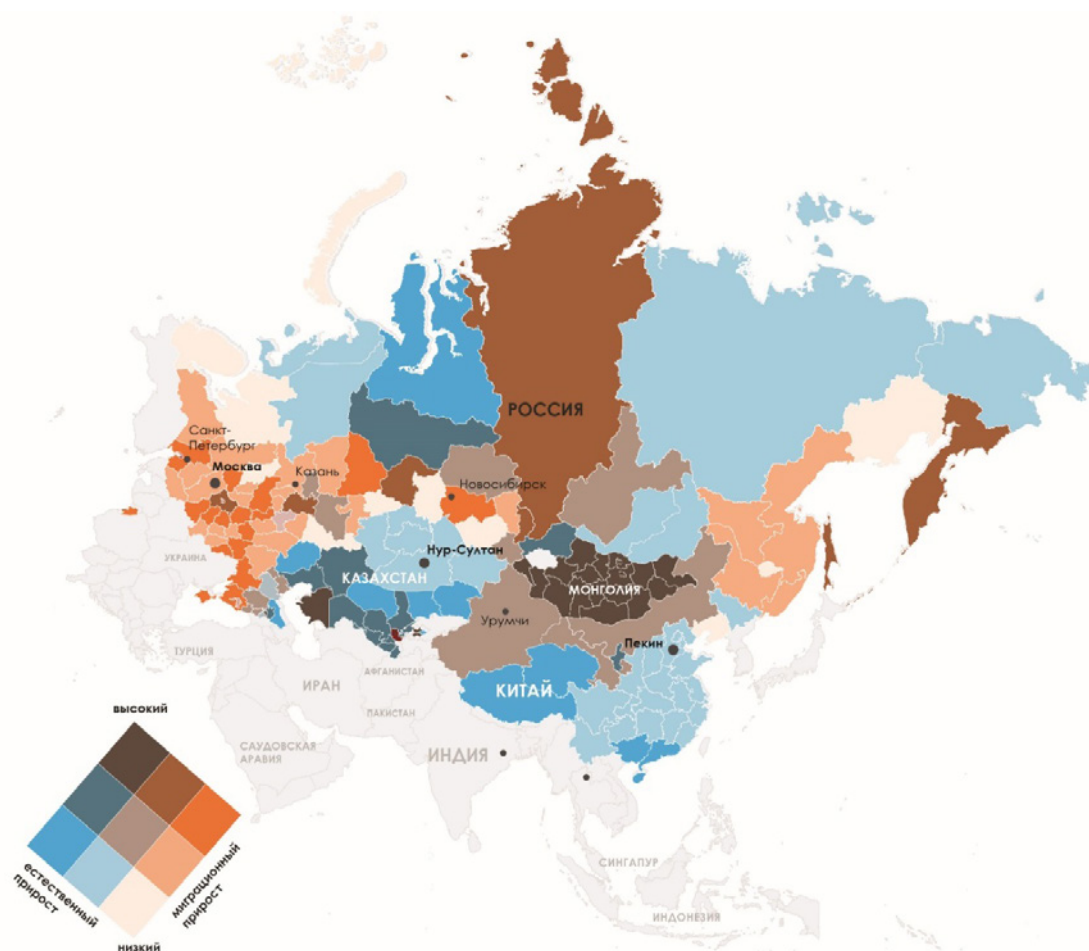 РОССИЯ
Санкт-
Петербург
Москва
Казань
Новосибирск
УКРАИНА
Нур-Султан
КАЗАХСТАН
МОНГОЛИЯ
Урумчи
Пекин
ТУРЦИЯ
ИРАН
АФГАНИСТАН
ПАКИСТАН
КИТАЙ
САУДОВСКАЯ
АРАВИЯ
ИНДИЯ
СИНГАПУР
ИНДОНЕЗИЯ
высокий
естественный
прирост
миграционный
прирост
низкий